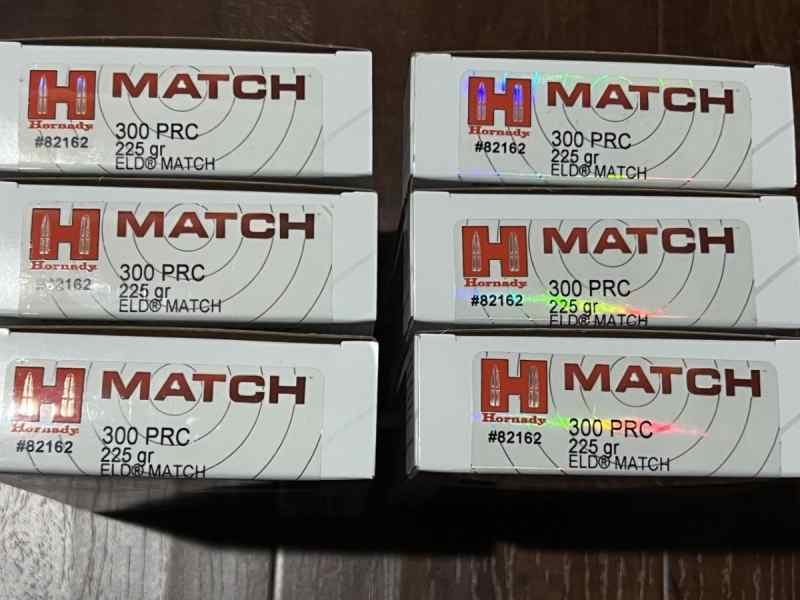 MATCH
Hornady
300 PRC
#82162
225 gr
ELD® MATCH
MATCH
Hornady
300 PRC
#82162
225 gr
ELD® MATCH
MATCH
Hornady.
300 PRC
#82162
225 gr
ELD® MATCH
MATCH
Hornady
300 PRC
#82162
225 gr
ELD® MATCH
MATCH
Hornady.
300 PRC
#82162
225 gr
ELD® MATCH
MATCH
Hornady
300 PRC
#82162
225 gr
ELD® MATCH